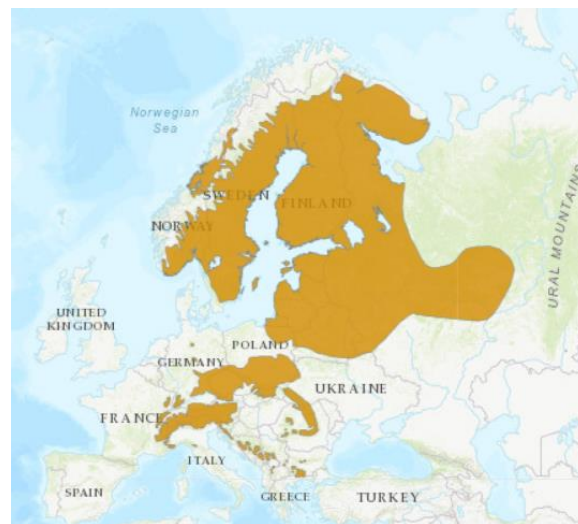 Norwegian
Sea
SWEDEN
FINLAND
NORWAY
URAL MOUNTAINS
UNITED
KINGDOM
POLAND
GERMANY
UKRAINE
FRANCE
ITALY
SPAIN
GREECE
TURKEY